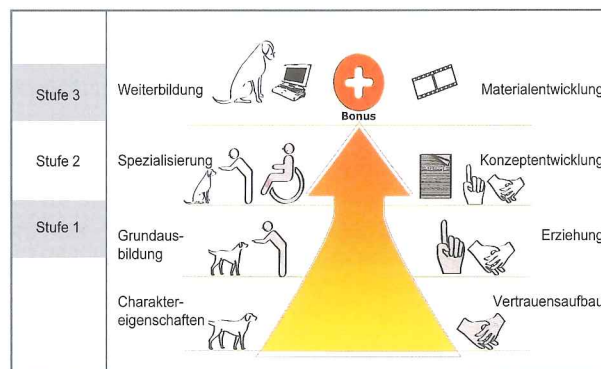 Stufe 3
Weiterbildung
Bonus
Materialentwicklung
Stufe 2
Spezialisierung
Konzeptentwicklung
Stufe 1
Grundaus-
bildung
Erziehung
Charakter-
eigenschaften
Vertrauensaufbau